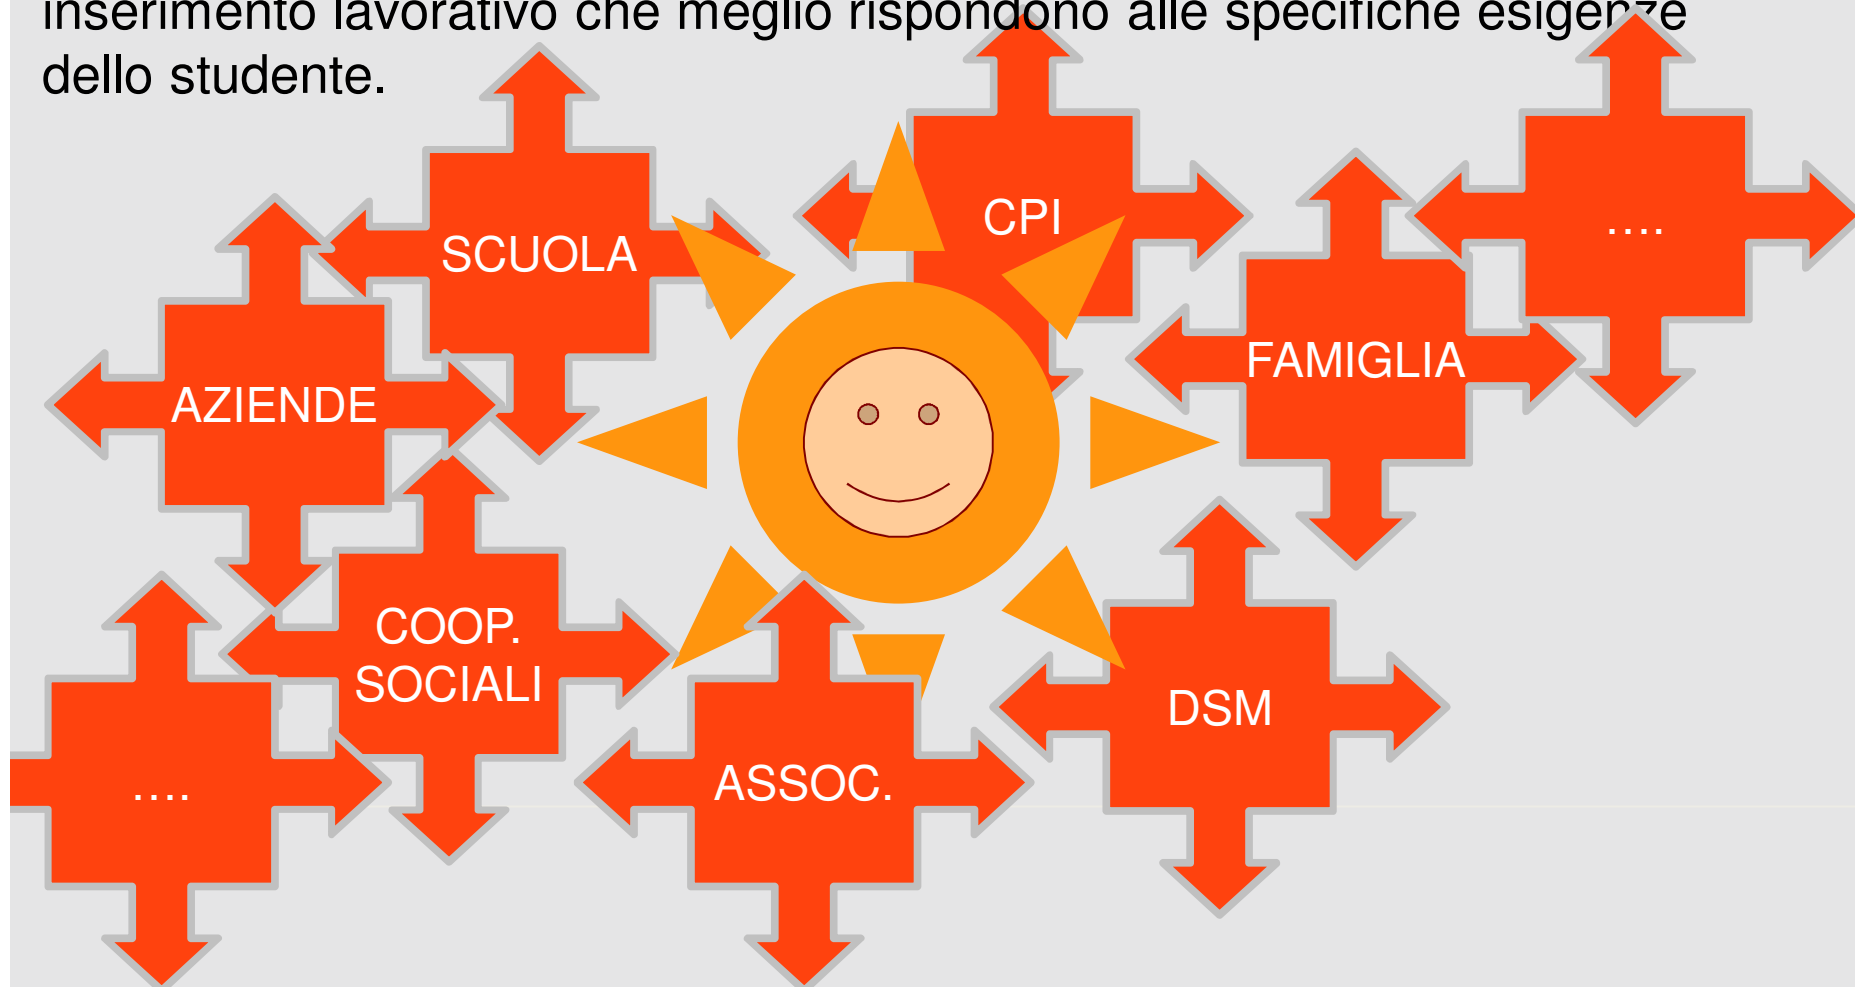 inserimento lavorativo che meglio rispondono alle specifiche esigenze
dello studente.
CPI
....
SCUOLA
FAMIGLIA
AZIENDE
COOP.
SOCIALI
DSM
....
ASSOC.